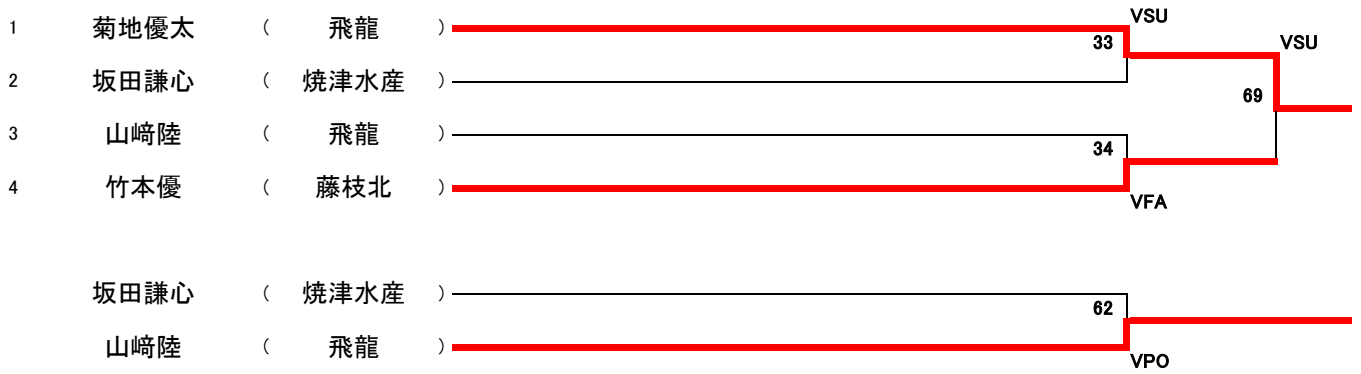 VSU
1 菊地優太 ( 飛龍 )
33 VSU
2 坂田謙心 ( 焼津水産 )
69
3 山﨑陸 ( 飛龍 )
34
4 竹本優 ( 藤枝北 )
VFA
坂田謙心 ( 焼津水産 )
62
山﨑陸 ( 飛龍 )
VPO